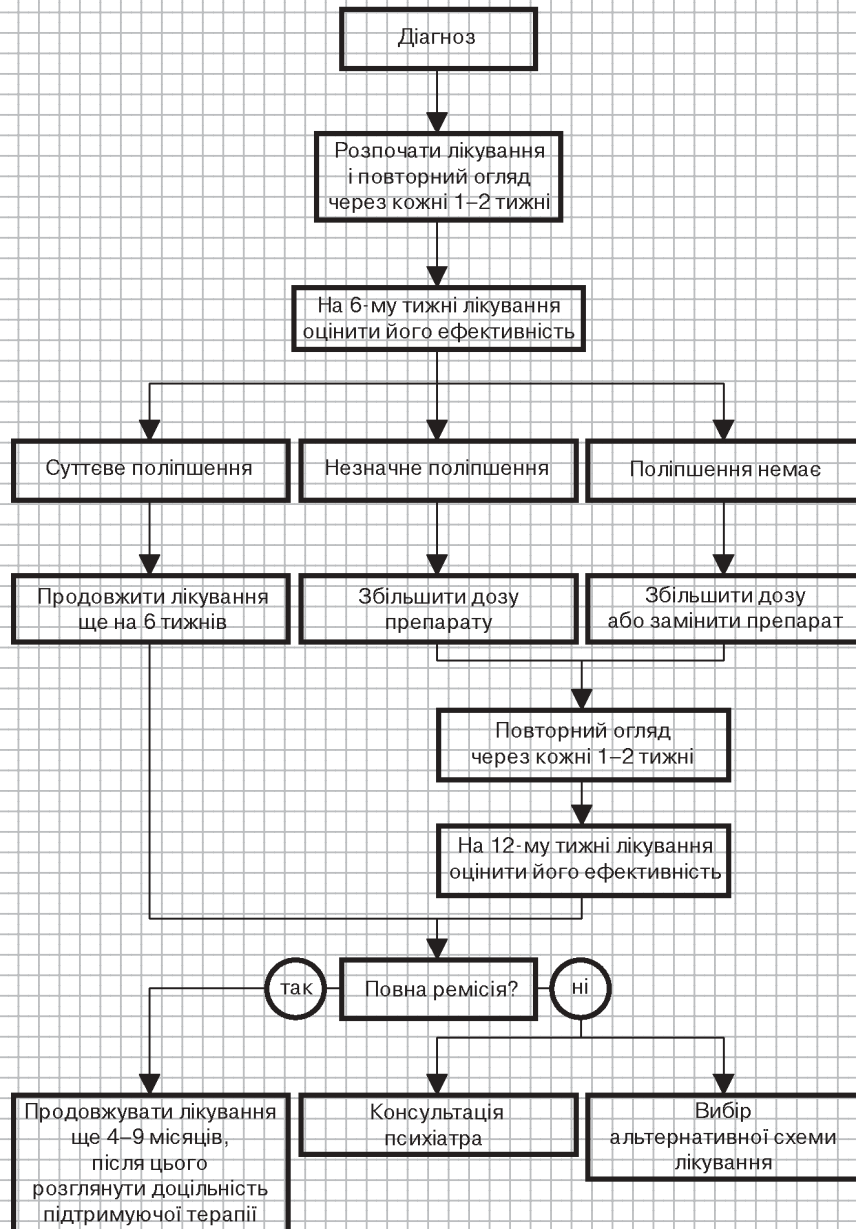 Діагноз
Розпочати лікування
і повторний огляд
через кожні 1–2 тижні
На 6-му тижні лікування
оцінити його ефективність
Суттєве поліпшення
Незначне поліпшення
Поліпшення немає
Продовжити лікування
ще на 6 тижнів
Збільшити дозу
препарату
Збільшити дозу
або замінити препарат
Повторний огляд
через кожні 1–2 тижні
На 12-му тижні лікування
оцінити його ефективність
так
Повна ремісія?
ні
Продовжувати лікування
ще 4–9 місяців,
після цього
розглянути доцільність
підтримуючої терапії
Консультація
психіатра
Вибір
альтернативної схеми
лікування